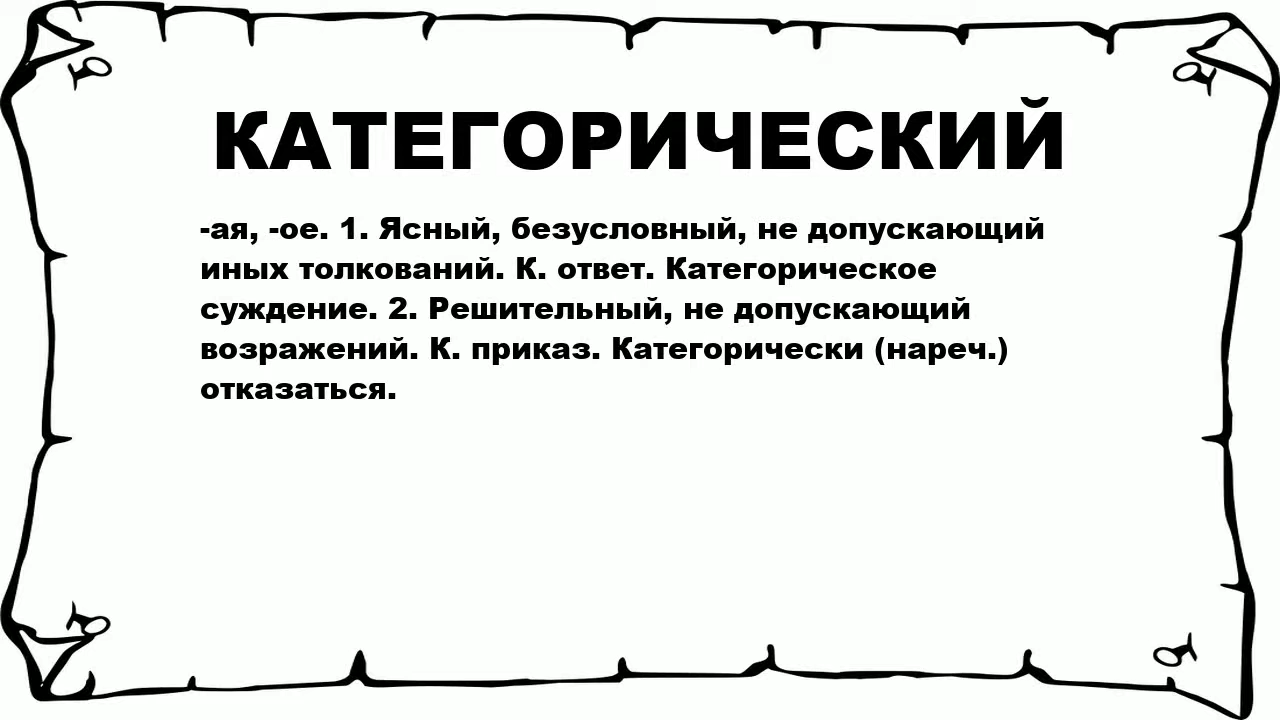 КАТЕГОРИЧЕСКИЙ
-ая, -ое. 1. Ясный, безусловный, не допускающий
иных толкований. К. ответ. Категорическое
суждение. 2. Решительный, не допускающий
возражений. К. приказ. Категорически (нареч.)
отказаться.